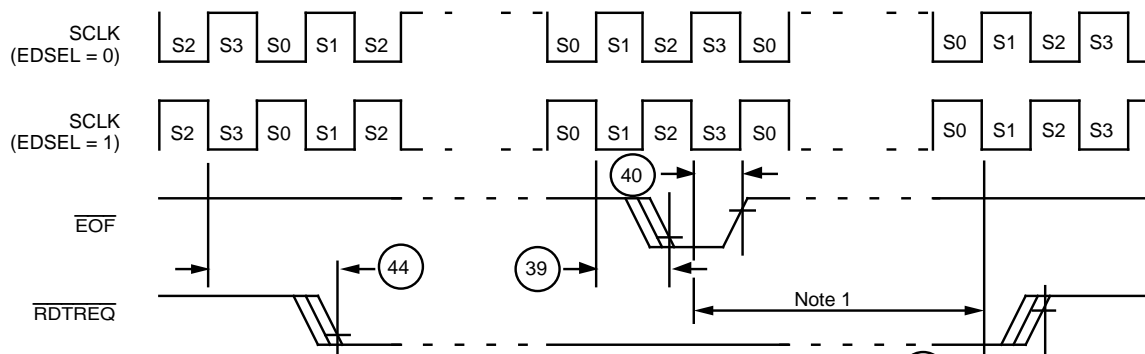 SCLK
(EDSEL = 0)
S2 S3 S0 S1 S2 S0 S1 S2 S3 S0 S0 S1 S2 S3
SCLK
(EDSEL = 1)
S2 S3 S0 S1 S2 S0 S1 S2 S3 S0 S0 S1 S2 S3
40
EOF
44
39
RDTREQ
Note 1